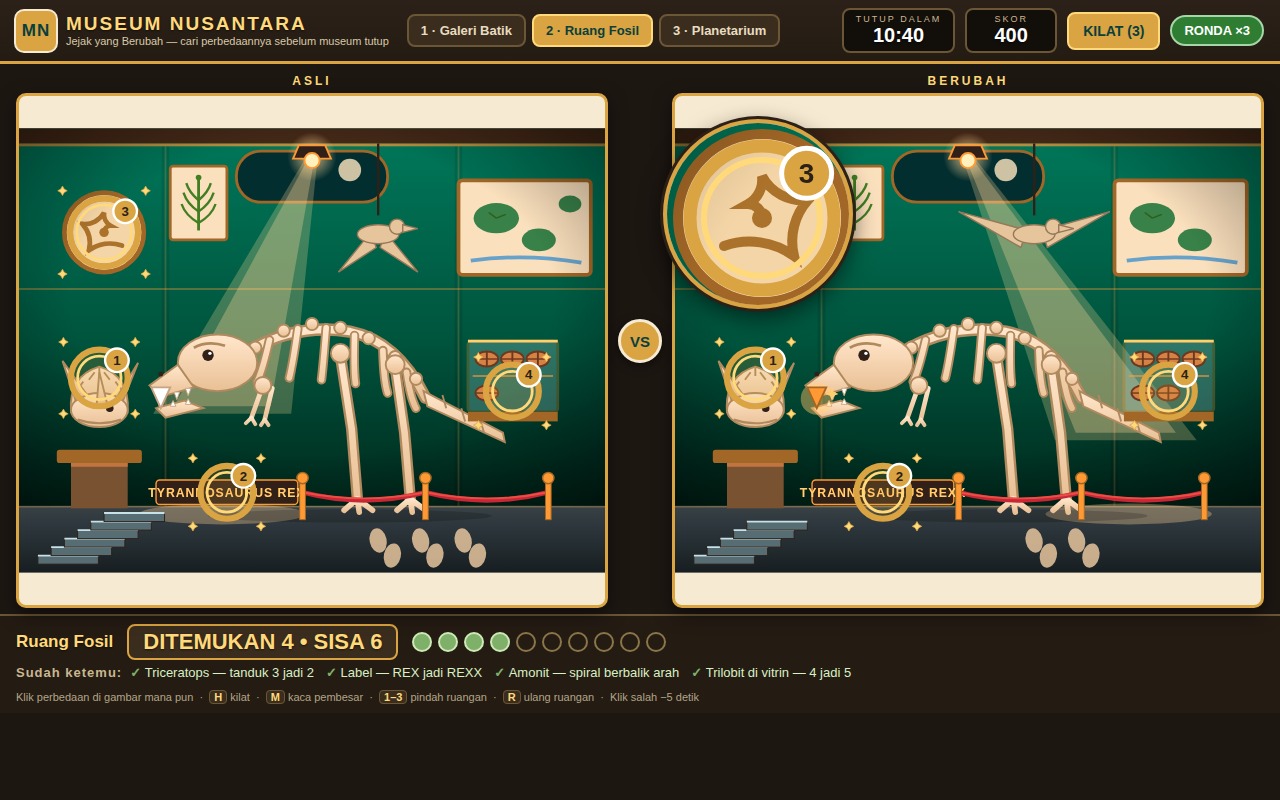 MN
MUSEUM NUSANTARA
Jejak yang Berubah — cari perbedaannya sebelum museum tutup
1 · Galeri Batik
2 · Ruang Fosil
3 · Planetarium
TUTUP DALAM
10:40
SKOR
400
KILAT (3)
RONDA ×3
ASLI
BERUBAH
3
1
4
2
TYRANNOSAURUS REX
VS
3
1
4
2
TYRANNOSAURUS REXX
Ruang Fosil
DITEMUKAN 4 • SISA 6
Sudah ketemu: ✓ Triceratops — tanduk 3 jadi 2 ✓ Label — REX jadi REXX ✓ Amonit — spiral berbalik arah ✓ Trilobit di vitrin — 4 jadi 5
Klik perbedaan di gambar mana pun · H kilat · M kaca pembesar · 1–3 pindah ruangan · R ulang ruangan · Klik salah −5 detik